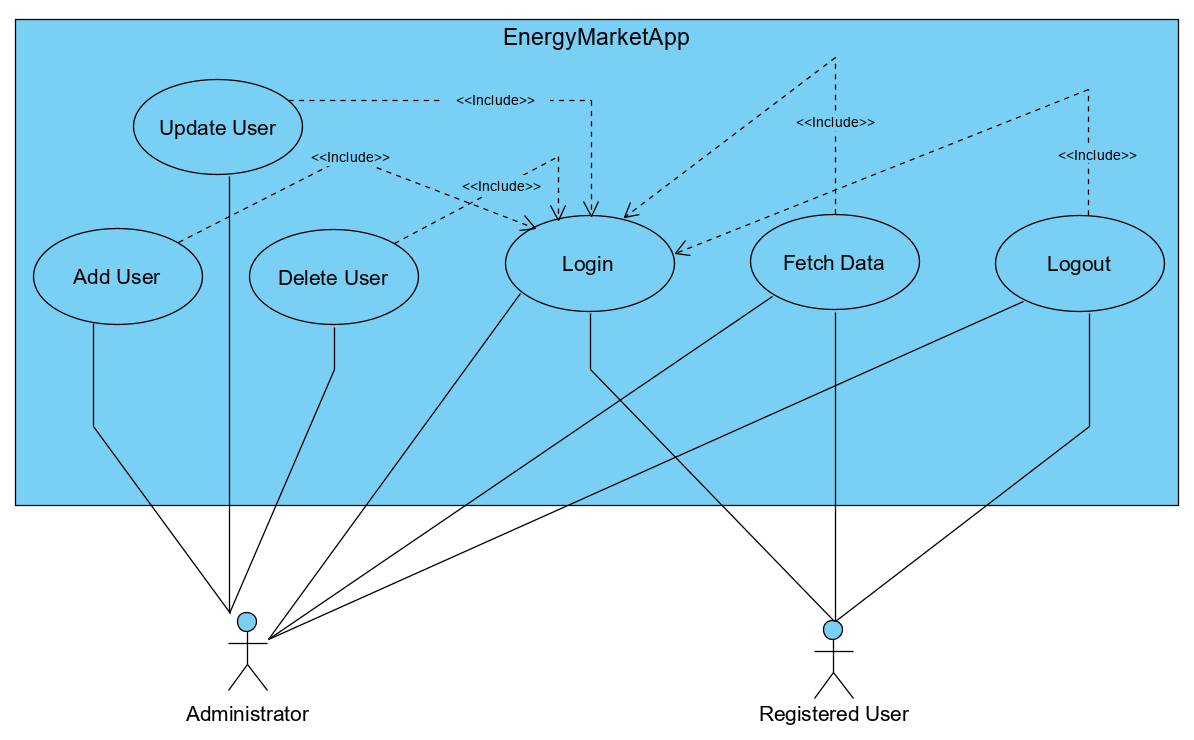 EnergyMarketApp
<<Include>>
<<Include>>
Update User
<<Include>>
<<Include>>
<<Include>>
Add User
Delete User
Login
Fetch Data
Logout
Administrator
Registered User